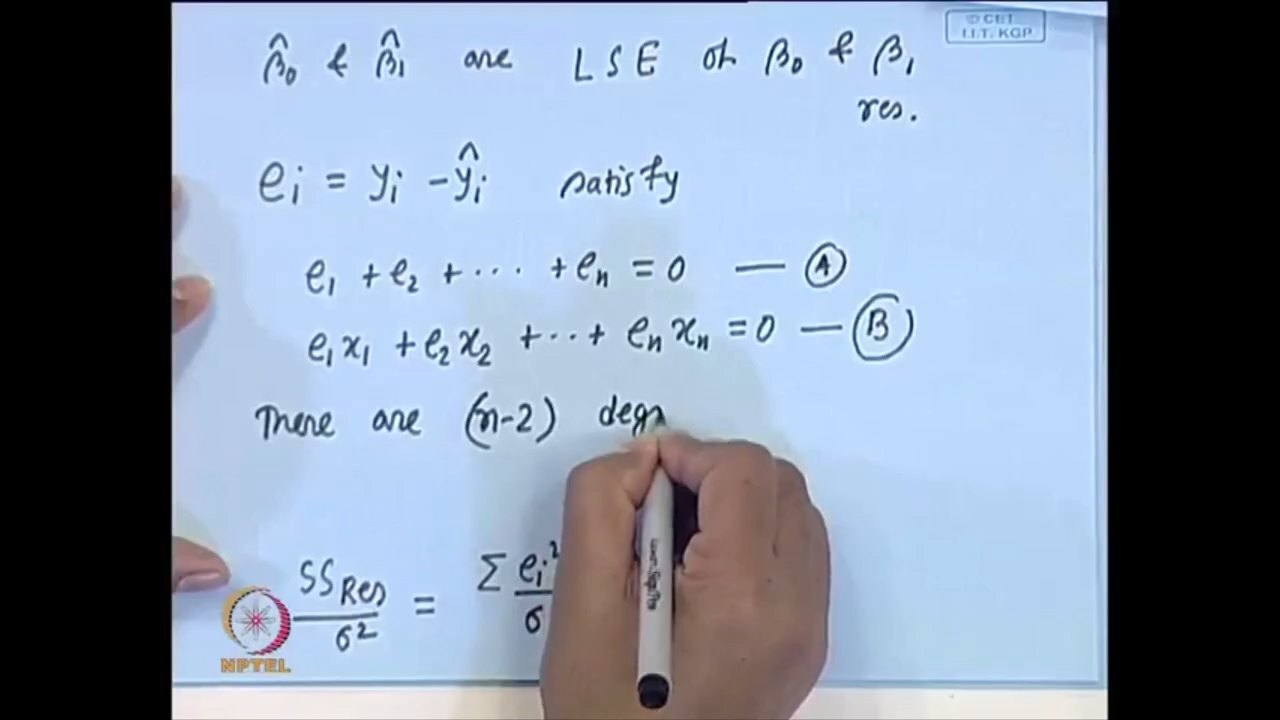 © CET
I.I.T. KGP
β̂₀ & β̂₁ are LSE of β₀ & β₁
res.
eᵢ = yᵢ - ŷᵢ satisfy
e₁ + e₂ + ... + eₙ = 0 — A
e₁x₁ + e₂x₂ + ... + eₙxₙ = 0 — B
There are (n-2) deg
SS_Res / σ² = Σ eᵢ² / σ
NPTEL